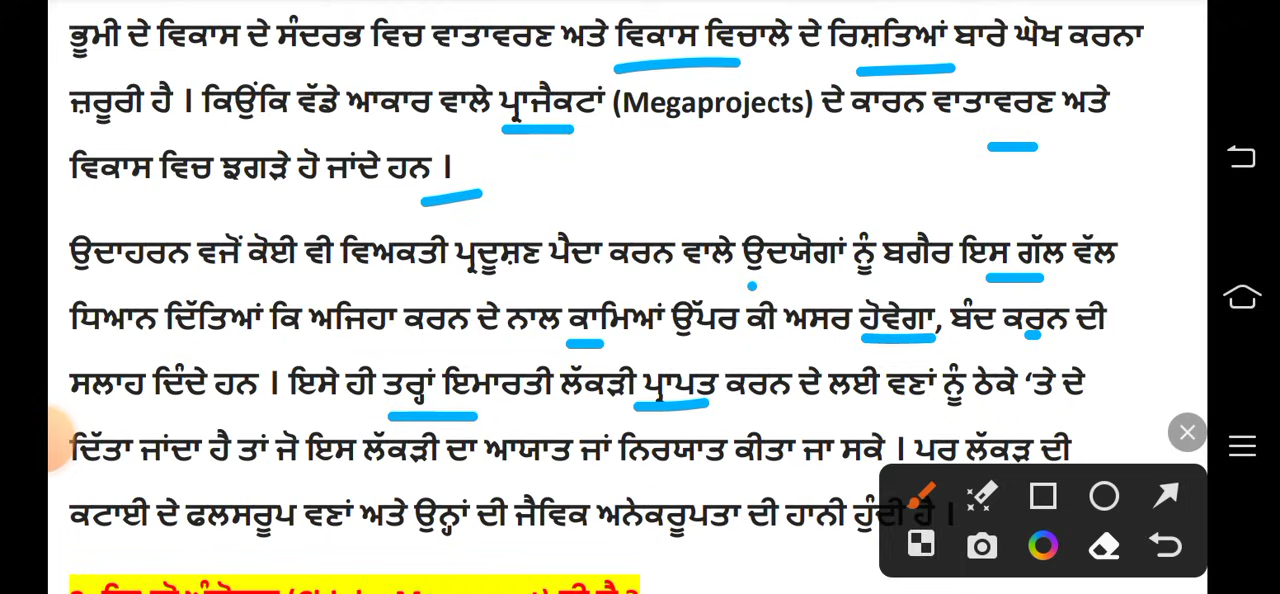 ਭੂਮੀ ਦੇ ਵਿਕਾਸ ਦੇ ਸੰਦਰਭ ਵਿਚ ਵਾਤਾਵਰਣ ਅਤੇ ਵਿਕਾਸ ਵਿਚਾਲੇ ਦੇ ਰਿਸ਼ਤਿਆਂ ਬਾਰੇ ਘੋਖ ਕਰਨਾ
ਜ਼ਰੂਰੀ ਹੈ । ਕਿਉਂਕਿ ਵੱਡੇ ਆਕਾਰ ਵਾਲੇ ਪ੍ਰਾਜੈਕਟਾਂ (Megaprojects) ਦੇ ਕਾਰਨ ਵਾਤਾਵਰਣ ਅਤੇ
ਵਿਕਾਸ ਵਿਚ ਝਗੜੇ ਹੋ ਜਾਂਦੇ ਹਨ ।
ਉਦਾਹਰਨ ਵਜੋਂ ਕੋਈ ਵੀ ਵਿਅਕਤੀ ਪ੍ਰਦੂਸ਼ਣ ਪੈਦਾ ਕਰਨ ਵਾਲੇ ਉਦਯੋਗਾਂ ਨੂੰ ਬਗੈਰ ਇਸ ਗੱਲ ਵੱਲ
ਧਿਆਨ ਦਿੱਤਿਆਂ ਕਿ ਅਜਿਹਾ ਕਰਨ ਦੇ ਨਾਲ ਕਾਮਿਆਂ ਉੱਪਰ ਕੀ ਅਸਰ ਹੋਵੇਗਾ, ਬੰਦ ਕਰਨ ਦੀ
ਸਲਾਹ ਦਿੰਦੇ ਹਨ । ਇਸੇ ਹੀ ਤਰ੍ਹਾਂ ਇਮਾਰਤੀ ਲੱਕੜੀ ਪ੍ਰਾਪਤ ਕਰਨ ਦੇ ਲਈ ਵਣਾਂ ਨੂੰ ਠੇਕੇ ‘ਤੇ ਦੇ
ਦਿੱਤਾ ਜਾਂਦਾ ਹੈ ਤਾਂ ਜੋ ਇਸ ਲੱਕੜੀ ਦਾ ਆਯਾਤ ਜਾਂ ਨਿਰਯਾਤ ਕੀਤਾ ਜਾ ਸਕੇ । ਪਰ ਲੱਕੜ ਦੀ
ਕਟਾਈ ਦੇ ਫਲਸਰੂਪ ਵਣਾਂ ਅਤੇ ਉਨ੍ਹਾਂ ਦੀ ਜੈਵਿਕ ਅਨੇਕਰੂਪਤਾ ਦੀ ਹਾਨੀ ਹੁੰਦੀ ਹੈ ।